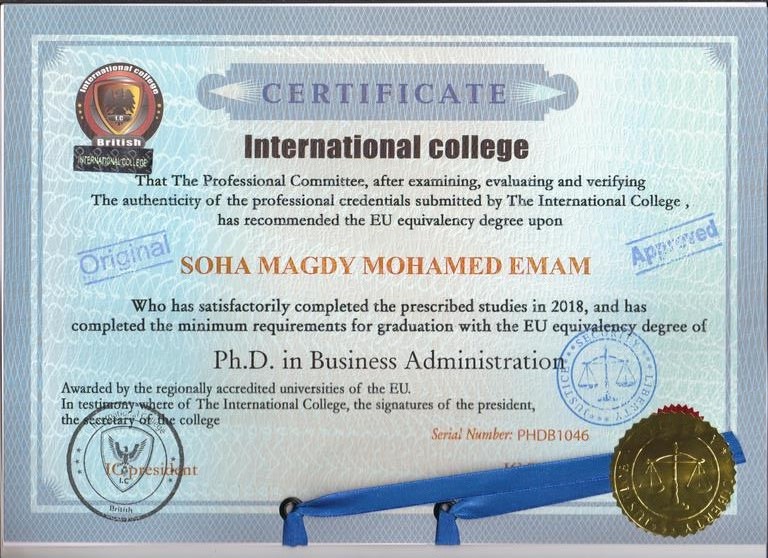 International college
I.C
British
INTERNATIONAL COLLEGE
CERTIFICATE
International college
That The Professional Committee, after examining, evaluating and verifying
The authenticity of the professional credentials submitted by The International College ,
has recommended the EU equivalency degree upon
Original
Approved
SOHA MAGDY MOHAMED EMAM
Who has satisfactorily completed the prescribed studies in 2018, and has
completed the minimum requirements for graduation with the EU equivalency degree of
Ph.D. in Business Administration
SECURITY
JUSTICE
LIBERTY
Awarded by the regionally accredited universities of the EU.
In testimony where of The International College, the signatures of the president,
the secretary of the college
Serial Number: PHDB1046
International college
I.C
British
IC president